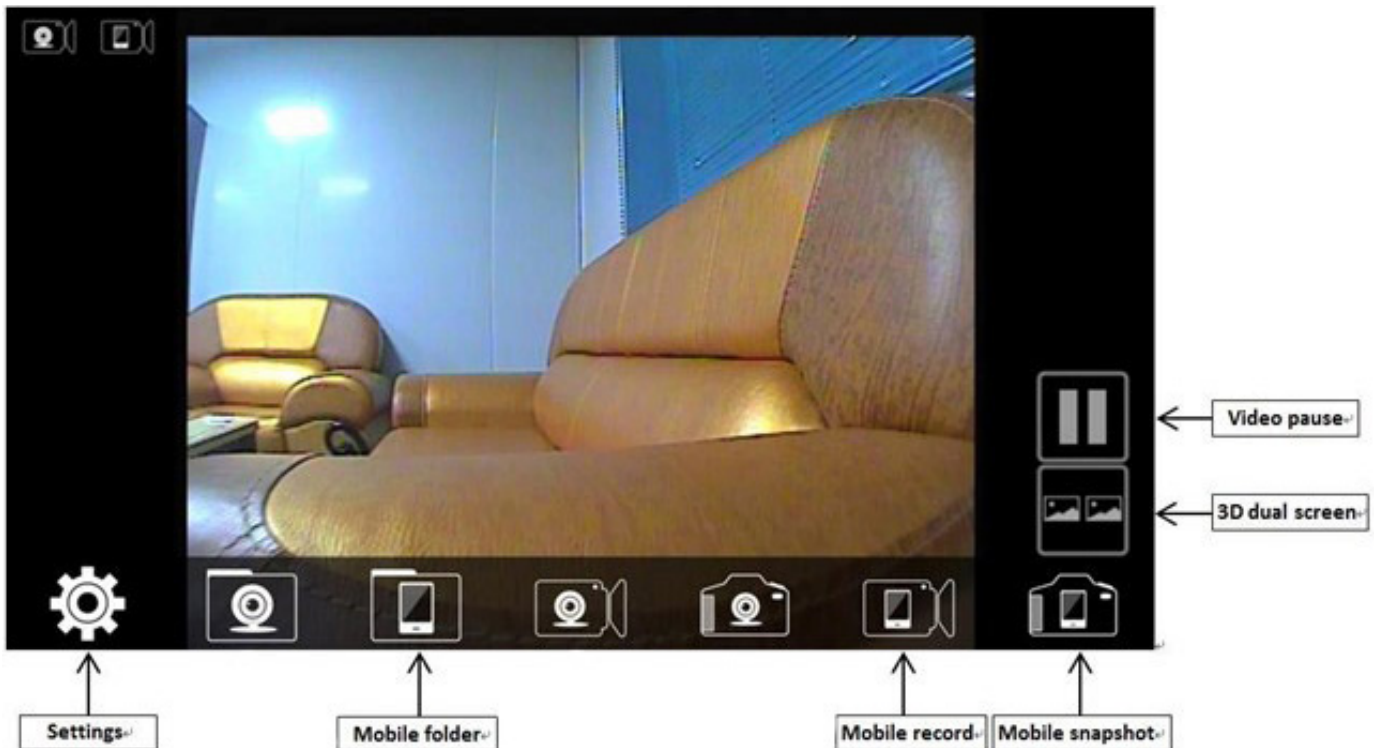 Video pause
3D dual screen
Settings
Mobile folder
Mobile record
Mobile snapshot